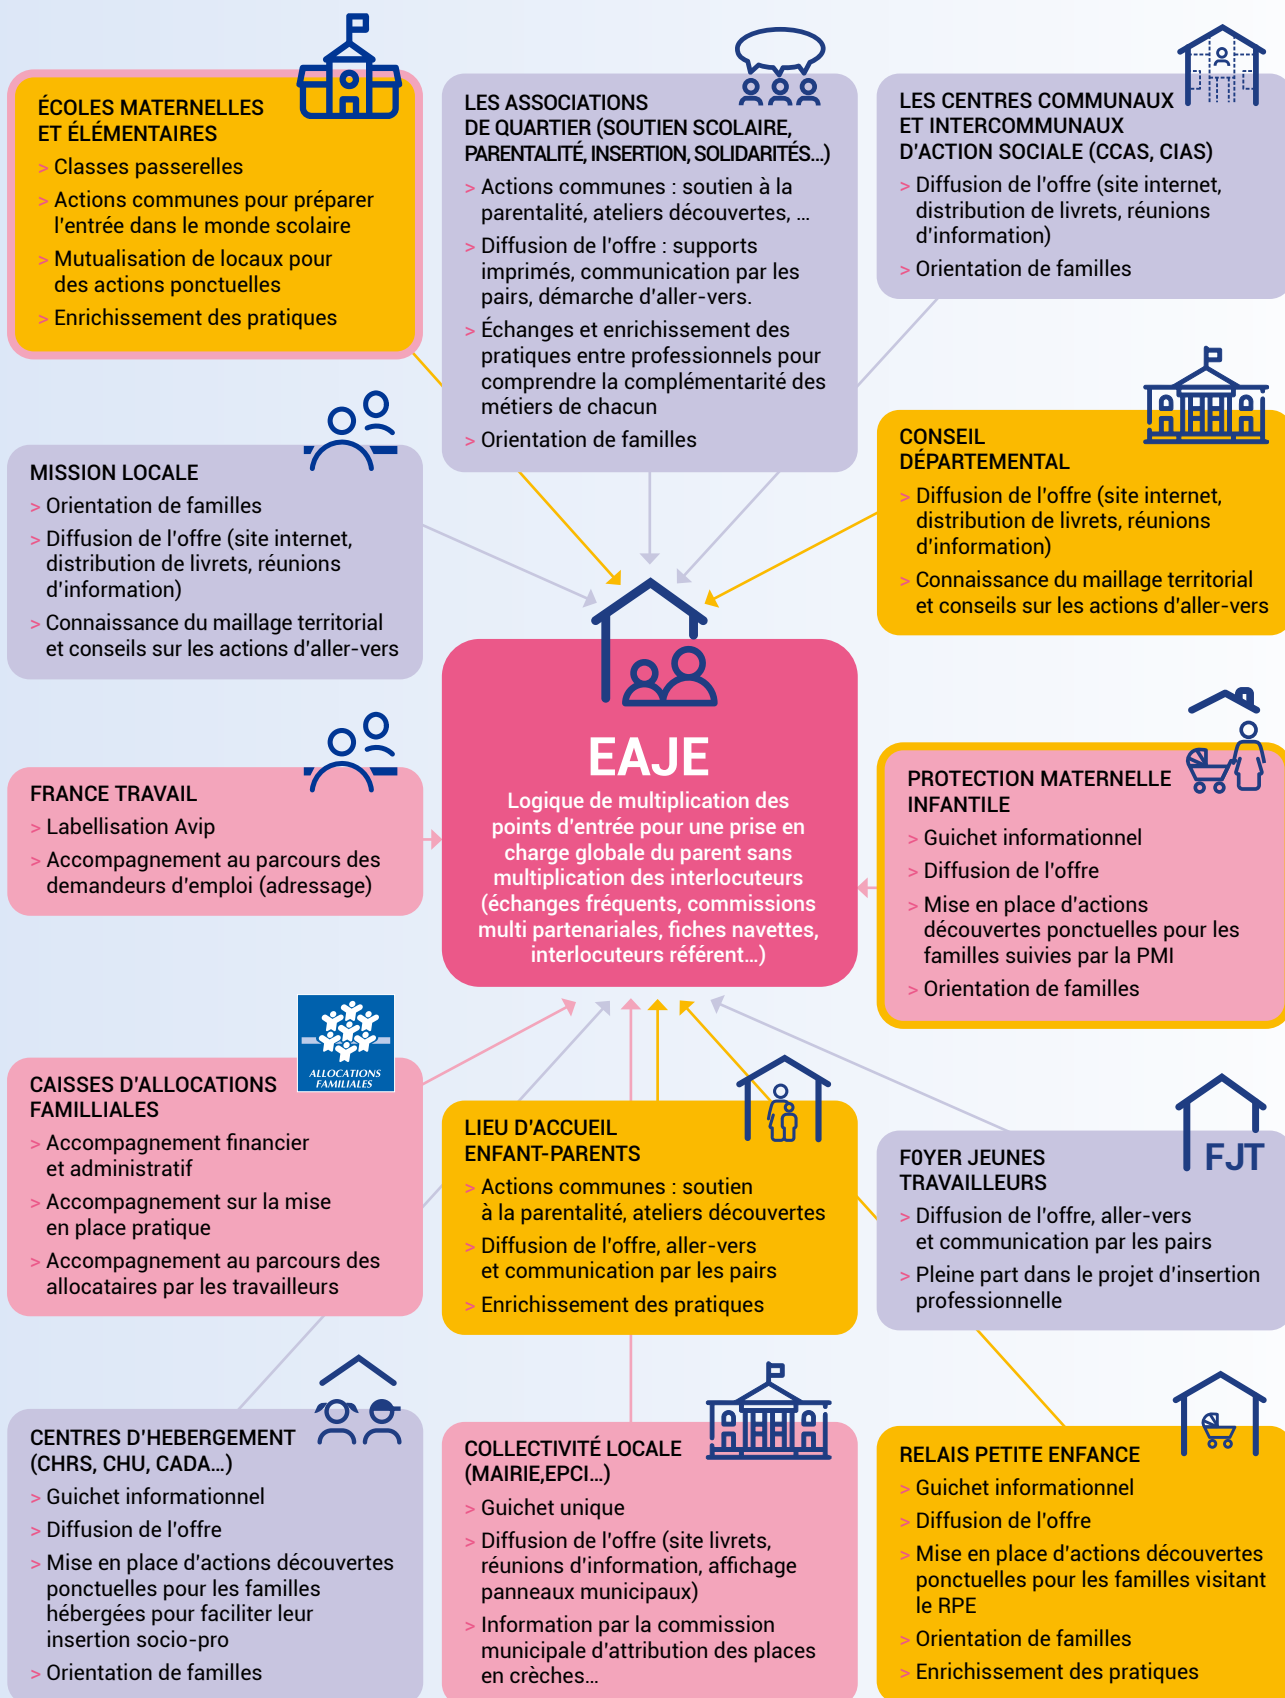 ÉCOLES MATERNELLES
ET ÉLÉMENTAIRES
> Classes passerelles
> Actions communes pour préparer
l'entrée dans le monde scolaire
> Mutualisation de locaux pour
des actions ponctuelles
> Enrichissement des pratiques
LES ASSOCIATIONS
DE QUARTIER (SOUTIEN SCOLAIRE,
PARENTALITÉ, INSERTION, SOLIDARITÉS...)
> Actions communes : soutien à la
parentalité, ateliers découvertes, ...
> Diffusion de l'offre : supports
imprimés, communication par les
pairs, démarche d'aller-vers.
> Échanges et enrichissement des
pratiques entre professionnels pour
comprendre la complémentarité des
métiers de chacun
> Orientation de familles
LES CENTRES COMMUNAUX
ET INTERCOMMUNAUX
D'ACTION SOCIALE (CCAS, CIAS)
> Diffusion de l'offre (site internet,
distribution de livrets, réunions
d'information)
> Orientation de familles
MISSION LOCALE
> Orientation de familles
> Diffusion de l'offre (site internet,
distribution de livrets, réunions
d'information)
> Connaissance du maillage territorial
et conseils sur les actions d'aller-vers
CONSEIL
DÉPARTEMENTAL
> Diffusion de l'offre (site internet,
distribution de livrets, réunions
d'information)
> Connaissance du maillage territorial
et conseils sur les actions d'aller-vers
FRANCE TRAVAIL
> Labellisation Avip
> Accompagnement au parcours des
demandeurs d'emploi (adressage)
EAJE
Logique de multiplication des
points d'entrée pour une prise en
charge globale du parent sans
multiplication des interlocuteurs
(échanges fréquents, commissions
multi partenariales, fiches navettes,
interlocuteurs référent...)
PROTECTION MATERNELLE
INFANTILE
> Guichet informationnel
> Diffusion de l'offre
> Mise en place d'actions
découvertes ponctuelles pour les
familles suivies par la PMI
> Orientation de familles
ALLOCATIONS
FAMILIALES
CAISSES D'ALLOCATIONS
FAMILLIALES
> Accompagnement financier
et administratif
> Accompagnement sur la mise
en place pratique
> Accompagnement au parcours des
allocataires par les travailleurs
LIEU D'ACCUEIL
ENFANT-PARENTS
> Actions communes : soutien
à la parentalité, ateliers découvertes
> Diffusion de l'offre, aller-vers
et communication par les pairs
> Enrichissement des pratiques
FJT
F0YER JEUNES
TRAVAILLEURS
> Diffusion de l'offre, aller-vers
et communication par les pairs
> Pleine part dans le projet d'insertion
professionnelle
CENTRES D'HEBERGEMENT
(CHRS, CHU, CADA...)
> Guichet informationnel
> Diffusion de l'offre
> Mise en place d'actions découvertes
ponctuelles pour les familles
hébergées pour faciliter leur
insertion socio-pro
> Orientation de familles
COLLECTIVITÉ LOCALE
(MAIRIE,EPCI...)
> Guichet unique
> Diffusion de l'offre (site livrets,
réunions d'information, affichage
panneaux municipaux)
> Information par la commission
municipale d'attribution des places
en crèches...
RELAIS PETITE ENFANCE
> Guichet informationnel
> Diffusion de l'offre
> Mise en place d'actions découvertes
ponctuelles pour les familles visitant
le RPE
> Orientation de familles
> Enrichissement des pratiques